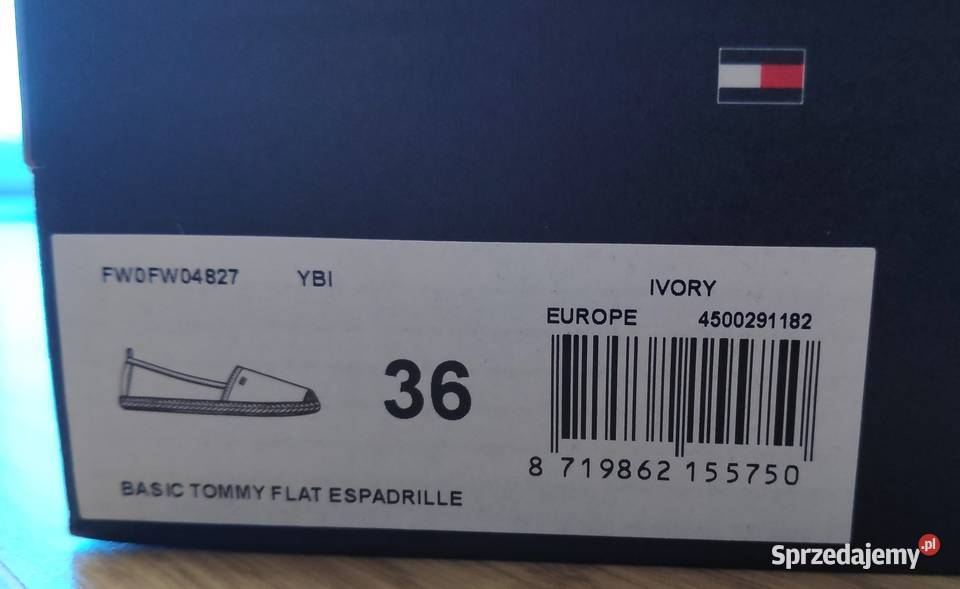 FW0FW04827 YBI
IVORY
EUROPE 4500291182
36
8 719862 155750
BASIC TOMMY FLAT ESPADRILLE
Sprzedajemy.pl